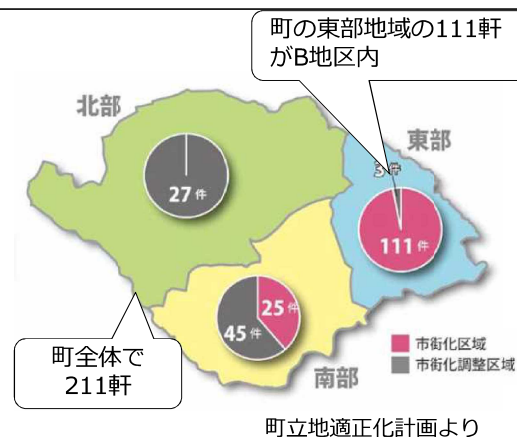 町の東部地域の111軒
がB地区内
北部
東部
3件
27件
111件
25件
45件
市街化区域
市街化調整区域
町全体で
211軒
南部
町立地適正化計画より